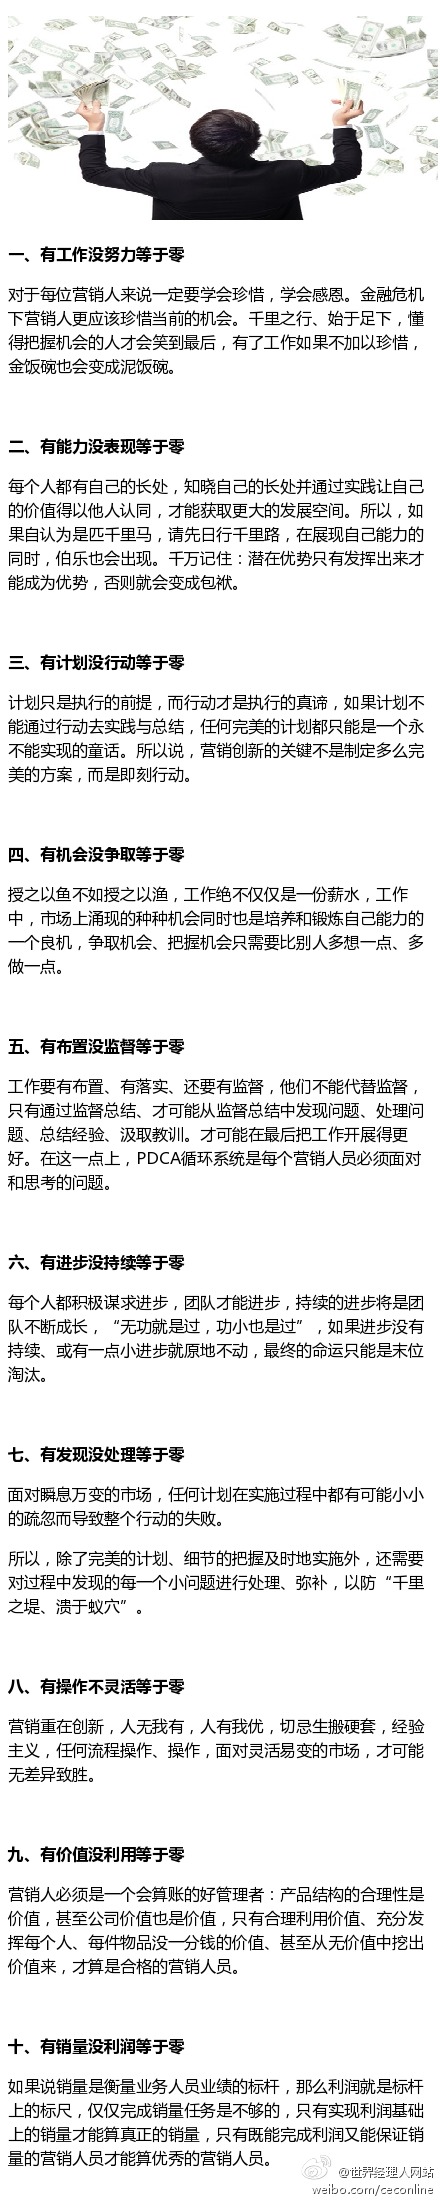 一、有工作没努力等于零
对于每位营销人来说一定要学会珍惜，学会感恩。金融危机
下营销人更应该珍惜当前的机会。千里之行、始于足下，懂
得把握机会的人才会笑到最后，有了工作如果不加以珍惜，
金饭碗也会变成泥饭碗。
二、有能力没表现等于零
每个人都有自己的长处，知晓自己的长处并通过实践让自己
的价值得以他人认同，才能获取更大的发展空间。所以，如
果自认为是匹千里马，请先日行千里路，在展现自己能力的
同时，伯乐也会出现。千万记住：潜在优势只有发挥出来才
能成为优势，否则就会变成包袱。
三、有计划没行动等于零
计划只是执行的前提，而行动才是执行的真谛，如果计划不
能通过行动去实践与总结，任何完美的计划都只能是一个永
不能实现的童话。所以说，营销创新的关键不是制定多么完
美的方案，而是即刻行动。
四、有机会没争取等于零
授之以鱼不如授之以渔，工作绝不仅仅是一份薪水，工作
中，市场上涌现的种种机会同时也是培养和锻炼自己能力的
一个良机，争取机会、把握机会只需要比别人多想一点、多
做一点。
五、有布置没监督等于零
工作要有布置、有落实、还要有监督，他们不能代替监督，
只有通过监督总结、才可能从监督总结中发现问题、处理问
题、总结经验、汲取教训。才可能在最后把工作开展得更
好。在这一点上，PDCA循环系统是每个营销人员必须面对
和思考的问题。
六、有进步没持续等于零
每个人都积极谋求进步，团队才能进步，持续的进步将是团
队不断成长，“无功就是过，功小也是过”，如果进步没有
持续、或有一点小进步就原地不动，最终的命运只能是末位
淘汰。
七、有发现没处理等于零
面对瞬息万变的市场，任何计划在实施过程中都有可能小小
的疏忽而导致整个行动的失败。
所以，除了完美的计划、细节的把握及时地实施外，还需要
对过程中发现的每一个小问题进行处理、弥补，以防“千里
之堤、溃于蚁穴”。
八、有操作不灵活等于零
营销重在创新，人无我有，人有我优，切忌生搬硬套，经验
主义，任何流程操作、操作，面对灵活易变的市场，才可能
无差异致胜。
九、有价值没利用等于零
营销人必须是一个会算账的好管理者：产品结构的合理性是
价值，甚至公司价值也是价值，只有合理利用价值、充分发
挥每个人、每件物品没一分钱的价值、甚至从无价值中挖出
价值来，才算是合格的营销人员。
十、有销量没利润等于零
如果说销量是衡量业务人员业绩的标杆，那么利润就是标杆
上的标尺，仅仅完成销量任务是不够的，只有实现利润基础
上的销量才能算真正的销量，只有既能完成利润又能保证销
量的营销人员才能算优秀的营销人员。
@世界经理人网站
weibo.com/ceconline